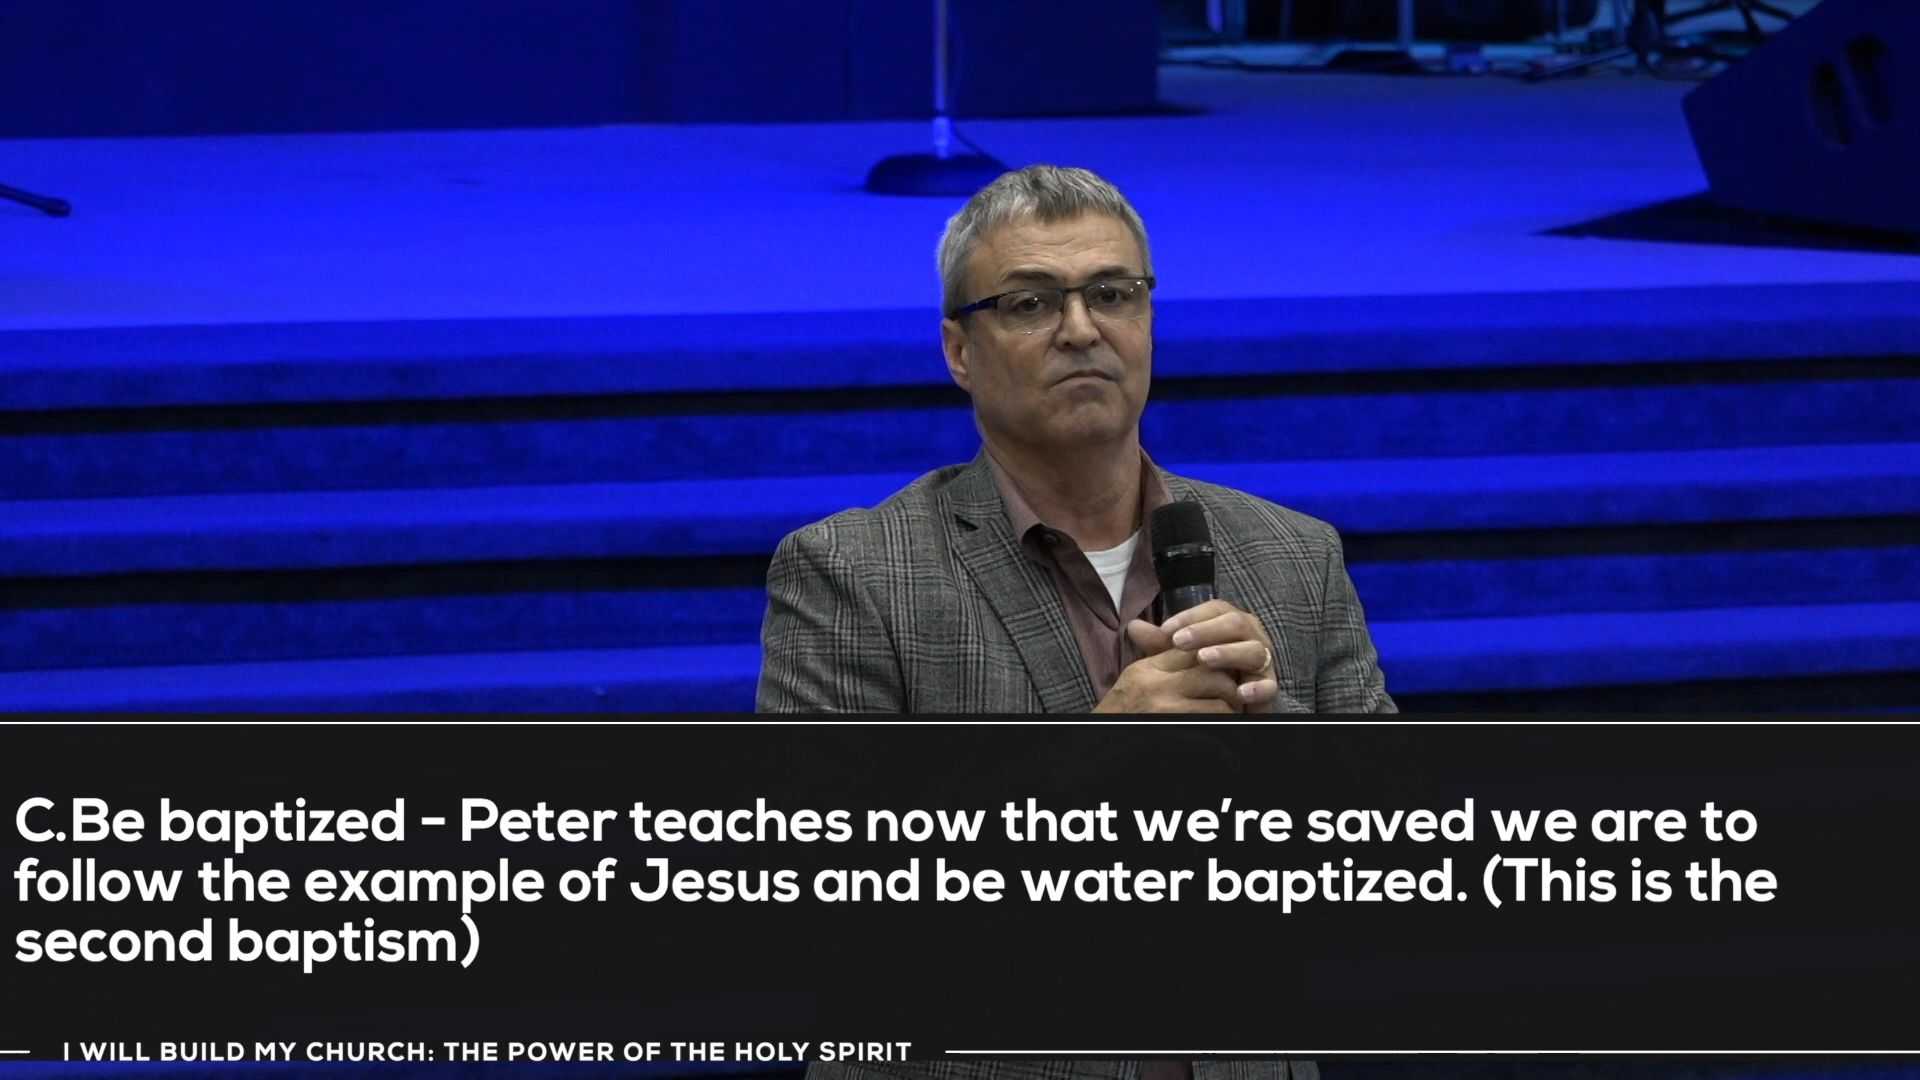 C.Be baptized - Peter teaches now that we're saved we are to
follow the example of Jesus and be water baptized. (This is the
second baptism)
I WILL BUILD MY CHURCH: THE POWER OF THE HOLY SPIRIT